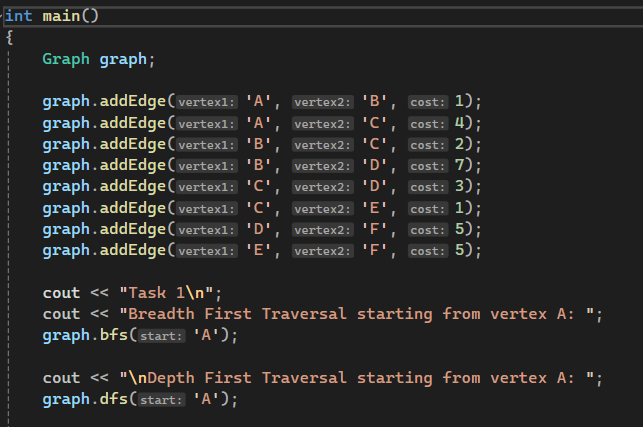 int main()
{
Graph graph;
graph.addEdge(vertex1: 'A', vertex2: 'B', cost: 1);
graph.addEdge(vertex1: 'A', vertex2: 'C', cost: 4);
graph.addEdge(vertex1: 'B', vertex2: 'C', cost: 2);
graph.addEdge(vertex1: 'B', vertex2: 'D', cost: 7);
graph.addEdge(vertex1: 'C', vertex2: 'D', cost: 3);
graph.addEdge(vertex1: 'C', vertex2: 'E', cost: 1);
graph.addEdge(vertex1: 'D', vertex2: 'F', cost: 5);
graph.addEdge(vertex1: 'E', vertex2: 'F', cost: 5);
cout << "Task 1\n";
cout << "Breadth First Traversal starting from vertex A: ";
graph.bfs(start: 'A');
cout << "\nDepth First Traversal starting from vertex A: ";
graph.dfs(start: 'A');